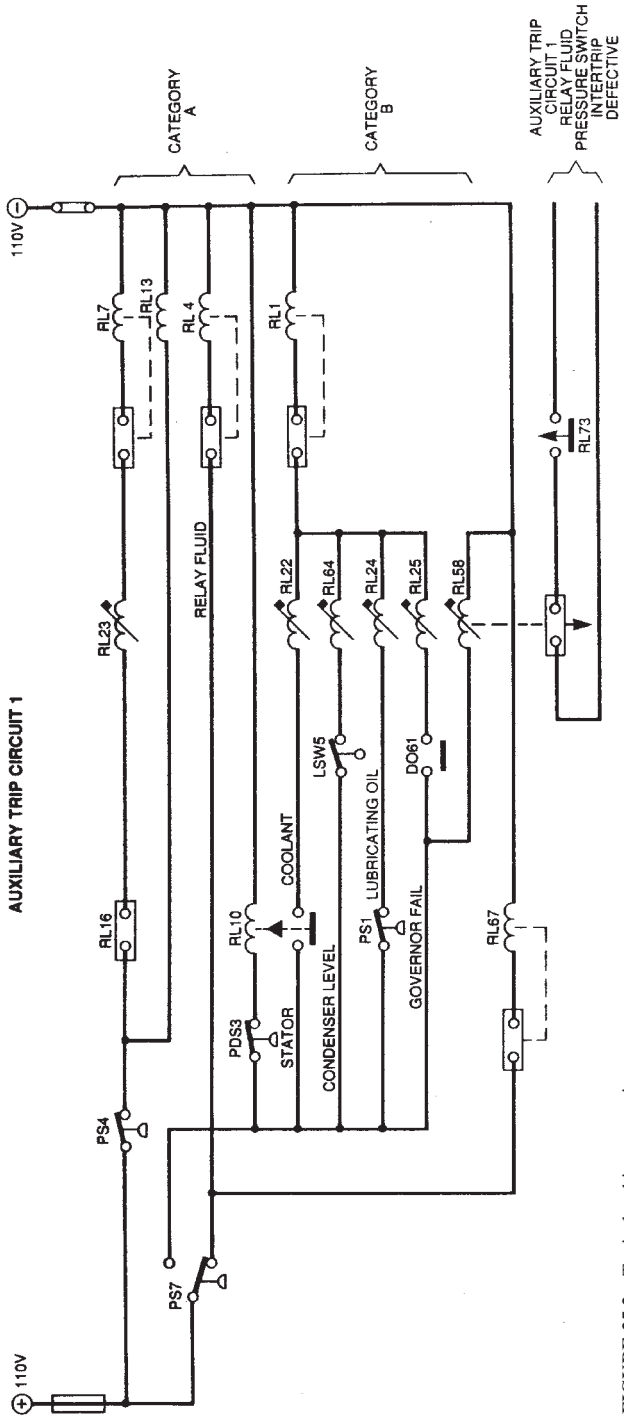 AUXILIARY TRIP CIRCUIT 1
+ 110V
110V −
PS4
RL16
RL23
RL7
RL13
CATEGORY
A
PS7
RELAY FLUID
RL 4
PDS3
RL10
STATOR
COOLANT
RL22
RL1
CONDENSER LEVEL
LSW5
RL64
CATEGORY
B
PS1
LUBRICATING OIL
RL24
GOVERNOR FAIL
DO61
RL25
RL58
RL67
RL73
AUXILIARY TRIP
CIRCUIT 1
RELAY FLUID
PRESSURE SWITCH
INTERTRIP
DEFECTIVE